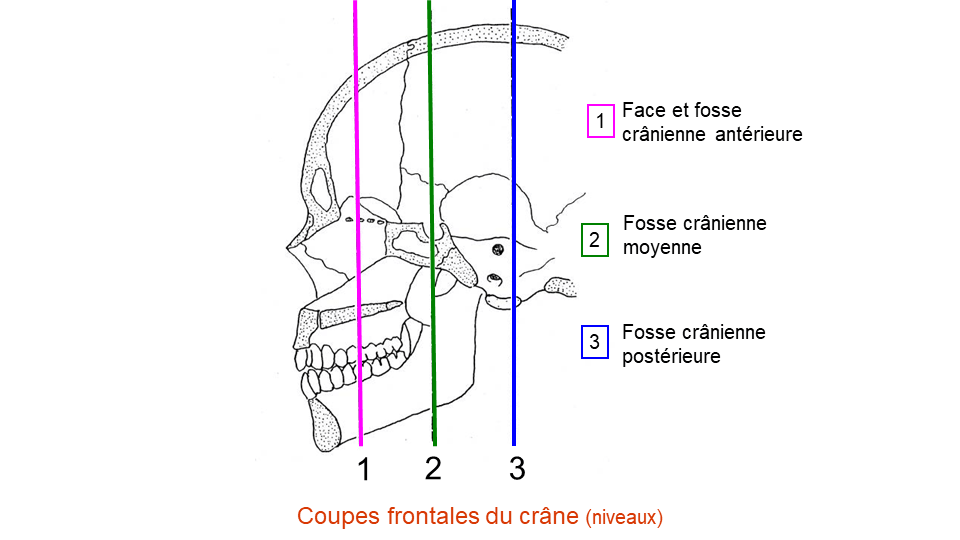 1
Face et fosse
crânienne antérieure
2
Fosse crânienne
moyenne
3
Fosse crânienne
postérieure
1 2 3
Coupes frontales du crâne (niveaux)